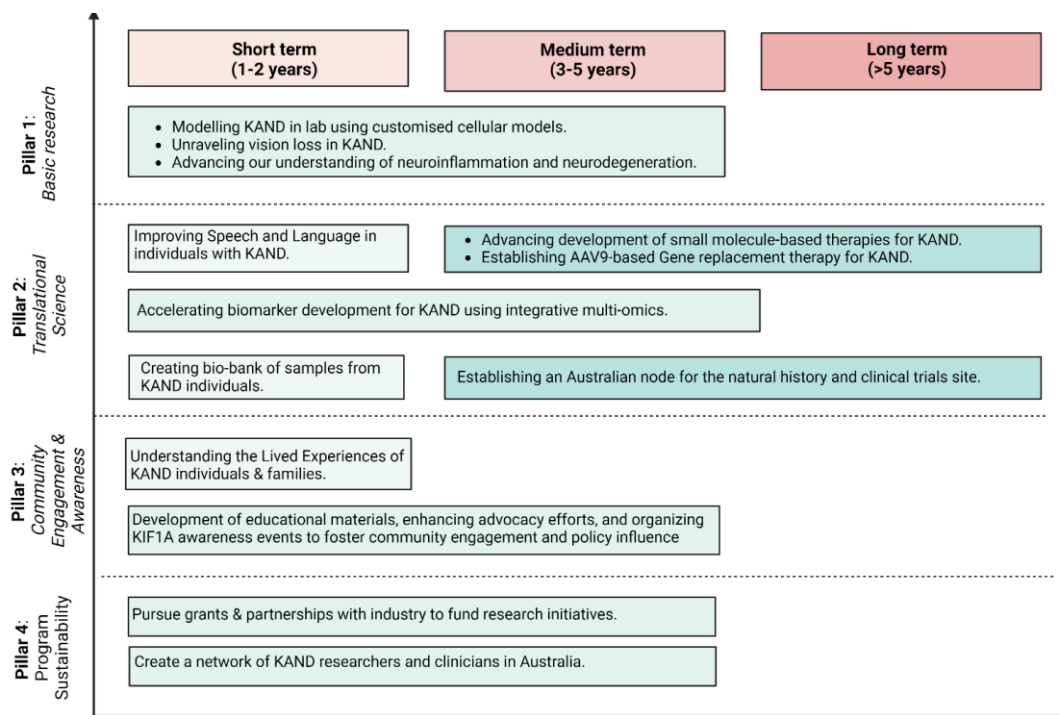 Short term
(1-2 years)
Medium term
(3-5 years)
Long term
(>5 years)
Pillar 1:
Basic research
• Modelling KAND in lab using customised cellular models.
• Unraveling vision loss in KAND.
• Advancing our understanding of neuroinflammation and neurodegeneration.
Pillar 2:
Translational
Science
Improving Speech and Language in
individuals with KAND.
• Advancing development of small molecule-based therapies for KAND.
• Establishing AAV9-based Gene replacement therapy for KAND.
Accelerating biomarker development for KAND using integrative multi-omics.
Creating bio-bank of samples from
KAND individuals.
Establishing an Australian node for the natural history and clinical trials site.
Pillar 3:
Community
Engagement &
Awareness
Understanding the Lived Experiences of
KAND individuals & families.
Development of educational materials, enhancing advocacy efforts, and organizing
KIF1A awareness events to foster community engagement and policy influence
Pillar 4:
Program
Sustainability
Pursue grants & partnerships with industry to fund research initiatives.
Create a network of KAND researchers and clinicians in Australia.